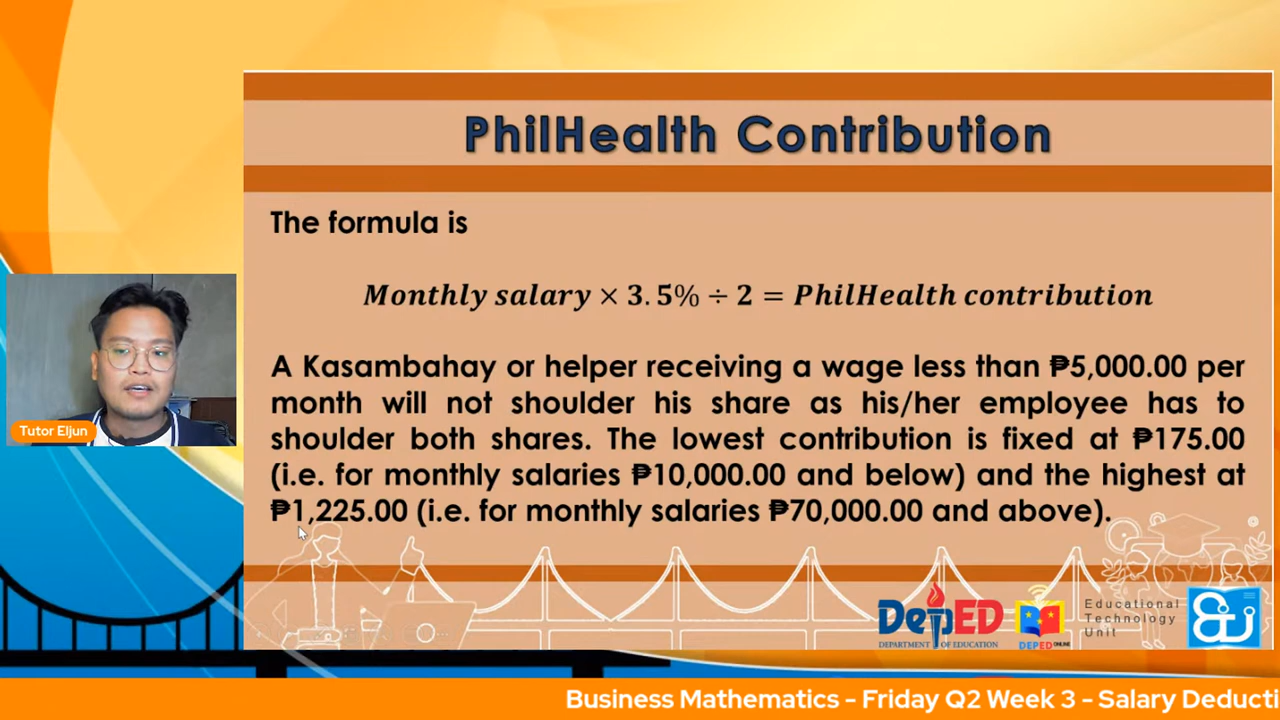 PhilHealth Contribution
The formula is
Monthly salary × 3.5% ÷ 2 = PhilHealth contribution
A Kasambahay or helper receiving a wage less than ₱5,000.00 per
month will not shoulder his share as his/her employee has to
shoulder both shares. The lowest contribution is fixed at ₱175.00
(i.e. for monthly salaries ₱10,000.00 and below) and the highest at
₱1,225.00 (i.e. for monthly salaries ₱70,000.00 and above).
Tutor Eljun
DepED
DEPARTMENT OF EDUCATION
DEPED ONLINE
Educational
Technology
Unit
Business Mathematics - Friday Q2 Week 3 - Salary Deducti